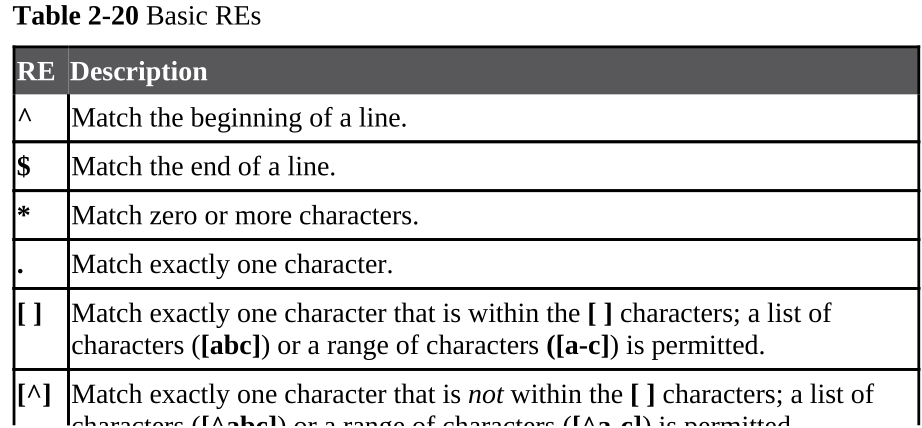 Table 2-20 Basic REs
RE Description
^ Match the beginning of a line.
$ Match the end of a line.
* Match zero or more characters.
. Match exactly one character.
[ ] Match exactly one character that is within the [ ] characters; a list of
characters ([abc]) or a range of characters ([a-c]) is permitted.
[^] Match exactly one character that is not within the [ ] characters; a list of
characters ([^abc]) or a range of characters ([^a-c]) is permitted.